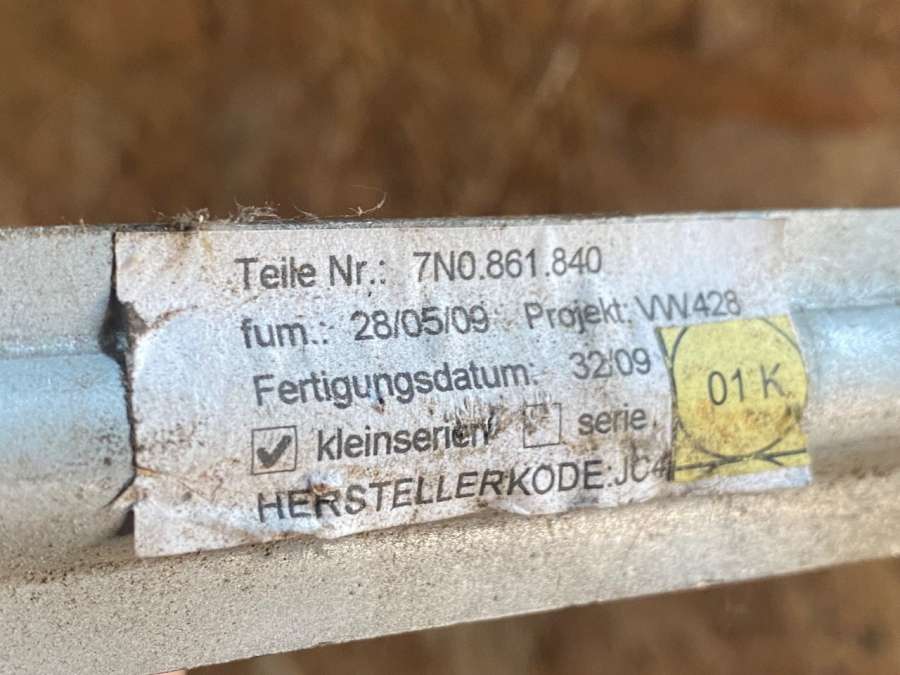 Teile Nr.: 7N0.861.840
fum.: 28/05/09 Projekt: VW428
Fertigungsdatum: 32/09
kleinserien/ serie
HERSTELLERKODE: JC4
01 K